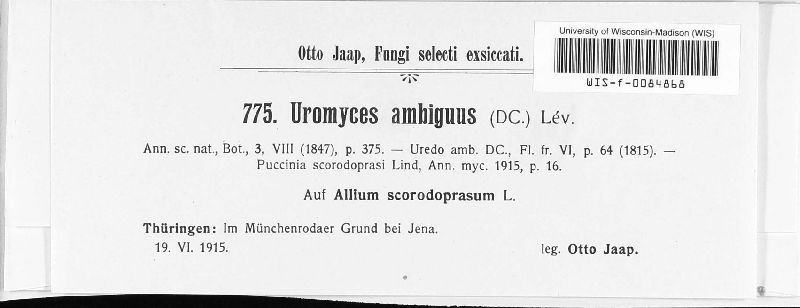 University of Wisconsin-Madison (WIS)
WIS-f-0084868
Otto Jaap, Fungi selecti exsiccati.
775. Uromyces ambiguus (DC.) Lév.
Ann. sc. nat., Bot., 3, VIII (1847), p. 375. — Uredo amb. DC., Fl. fr. VI, p. 64 (1815). —
Puccinia scorodoprasi Lind, Ann. myc. 1915, p. 16.
Auf Allium scorodoprasum L.
Thüringen: Im Münchenrodaer Grund bei Jena.
19. VI. 1915. leg. Otto Jaap.